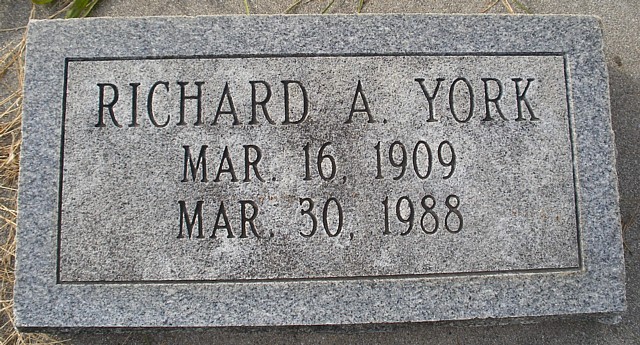 RICHARD A. YORK
MAR. 16, 1909
MAR. 30, 1988